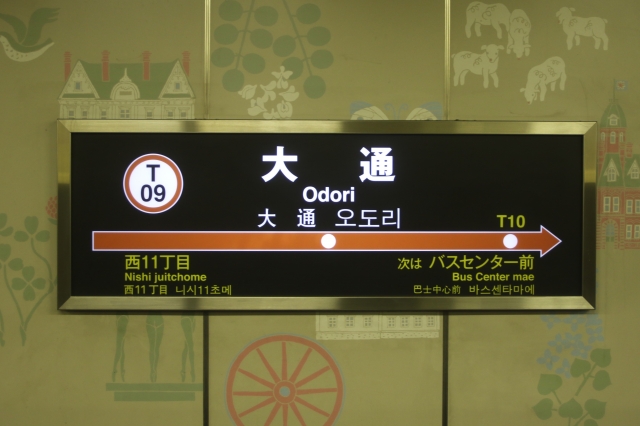 T
09
大 通
Odori
大 通 오도리
T10
西11丁目
Nishi juitchome
西11丁目 니시11초메
次は バスセンター前
Bus Center mae
巴士中心前 바스센타마에